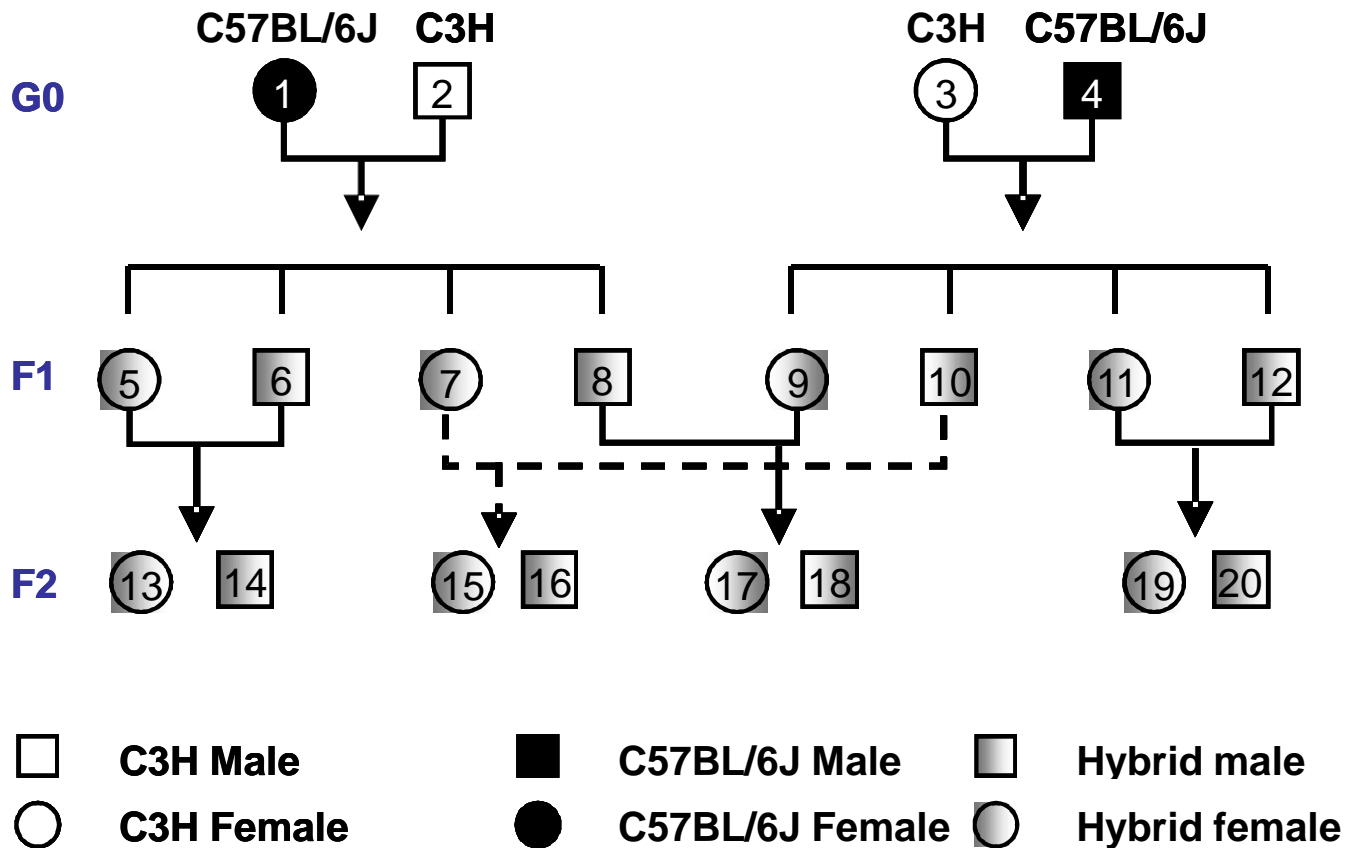 C57BL/6J C3H C3H C57BL/6J
G0 1 2 3 4
F1 5 6 7 8 9 10 11 12
F2 13 14 15 16 17 18 19 20
C3H Male C57BL/6J Male Hybrid male
C3H Female C57BL/6J Female Hybrid female